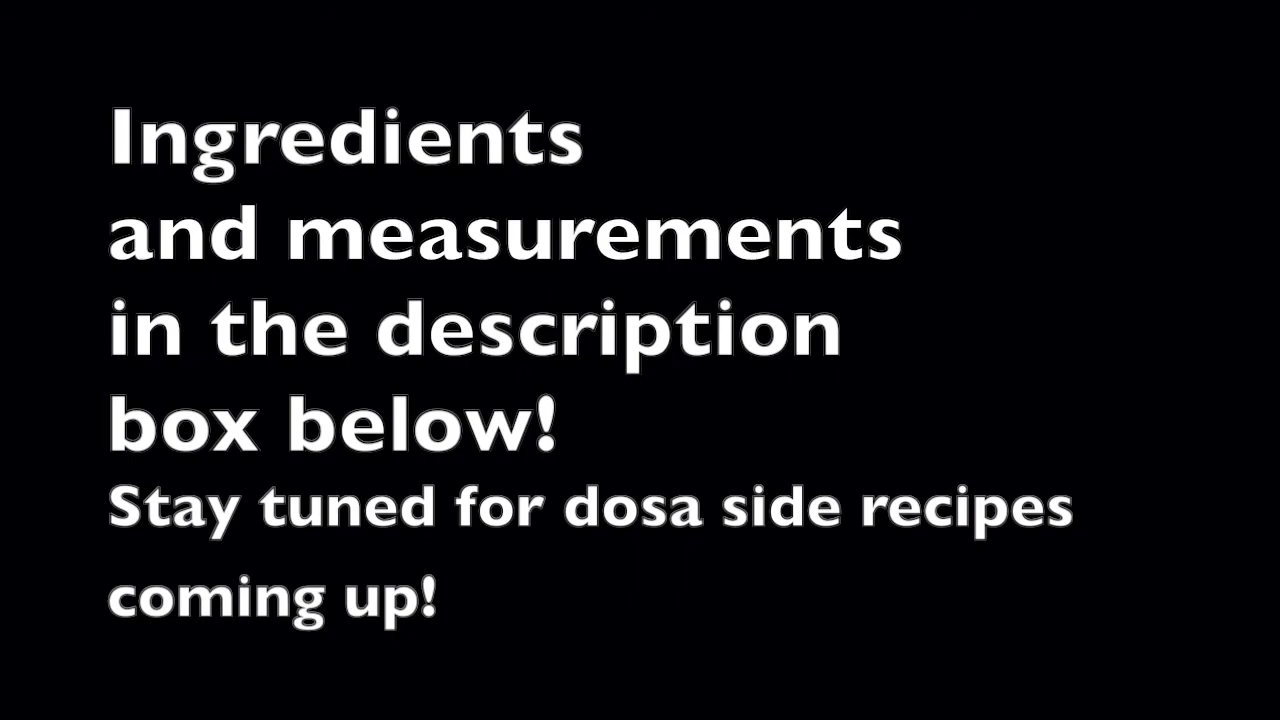 Ingredients
and measurements
in the description
box below!
Stay tuned for dosa side recipes
coming up!